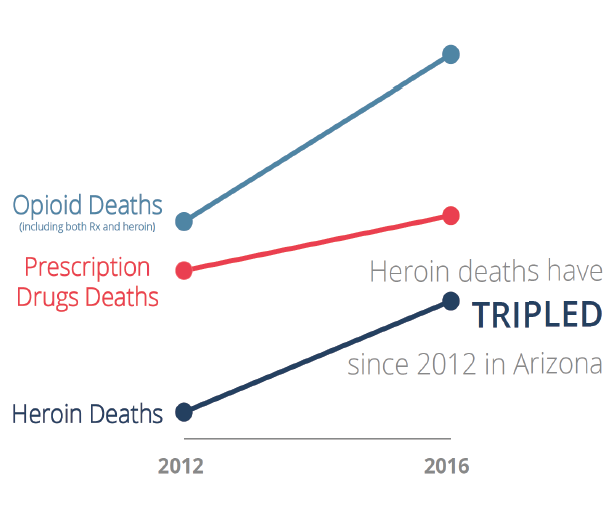 Opioid Deaths
(including both Rx and heroin)
Prescription
Drugs Deaths
Heroin deaths have
TRIPLED
since 2012 in Arizona
Heroin Deaths
2012
2016